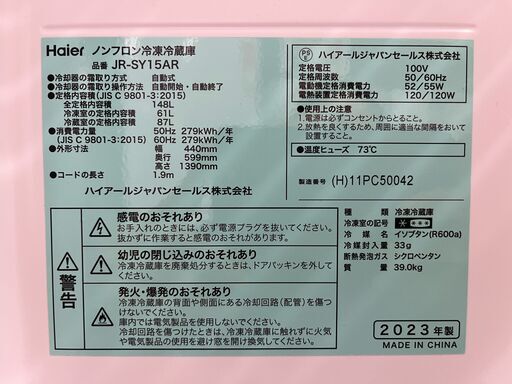 Haier ノンフロン冷凍冷蔵庫
品番 JR-SY15AR
●冷却器の霜取り方式 自動式
●冷却器の霜取操作方法 自動開始・自動終了
●定格内容積(JIS C 9801-3:2015)
全定格内容積 148L
冷凍室の定格内容積 61L
冷蔵室の定格内容積 87L
●消費電力量 50Hz 279kWh/年
(JIS C 9801-3:2015) 60Hz 279kWh/年
●外形寸法 幅 440mm
奥行 599mm
高さ 1390mm
●コードの長さ 1.9m
ハイアールジャパンセールス株式会社
PS E ハイアールジャパンセールス株式会社
定格電圧 100V
定格周波数 50/60Hz
電動機定格消費電力 52/55W
電熱装置定格消費電力 120/120W
●使用上の注意
1.電源は必ずコンセントからとること。
2.放熱を良くするため、周囲に適当な間隔を設けて据えること。
●温度ヒューズ 73℃
製造番号 (H)11PC50042
警告
感電のおそれあり
お手入れのときには、必ず電源プラグを抜いてください。
抜かずに作業すると感電のおそれがあります。
幼児の閉じ込みのおそれあり
冷凍冷蔵庫を廃棄処分するときは、ドアパッキンを外してください。
発火・爆発のおそれあり
冷凍冷蔵庫の背面や側面にある冷却回路(配管)を傷つけないでください。
庫内では電気製品を使用しないでください。
冷却回路を傷つけたときは、冷凍冷蔵庫に触れずに火気や電気製品の使用を避け窓を開け換気してください。
種類 冷凍冷蔵庫
冷凍室の記号
冷媒 イソブタン(R600a)
冷媒封入量 33g
断熱発泡ガス シクロペンタン
質量 39.0kg
2023年製
MADE IN CHINA